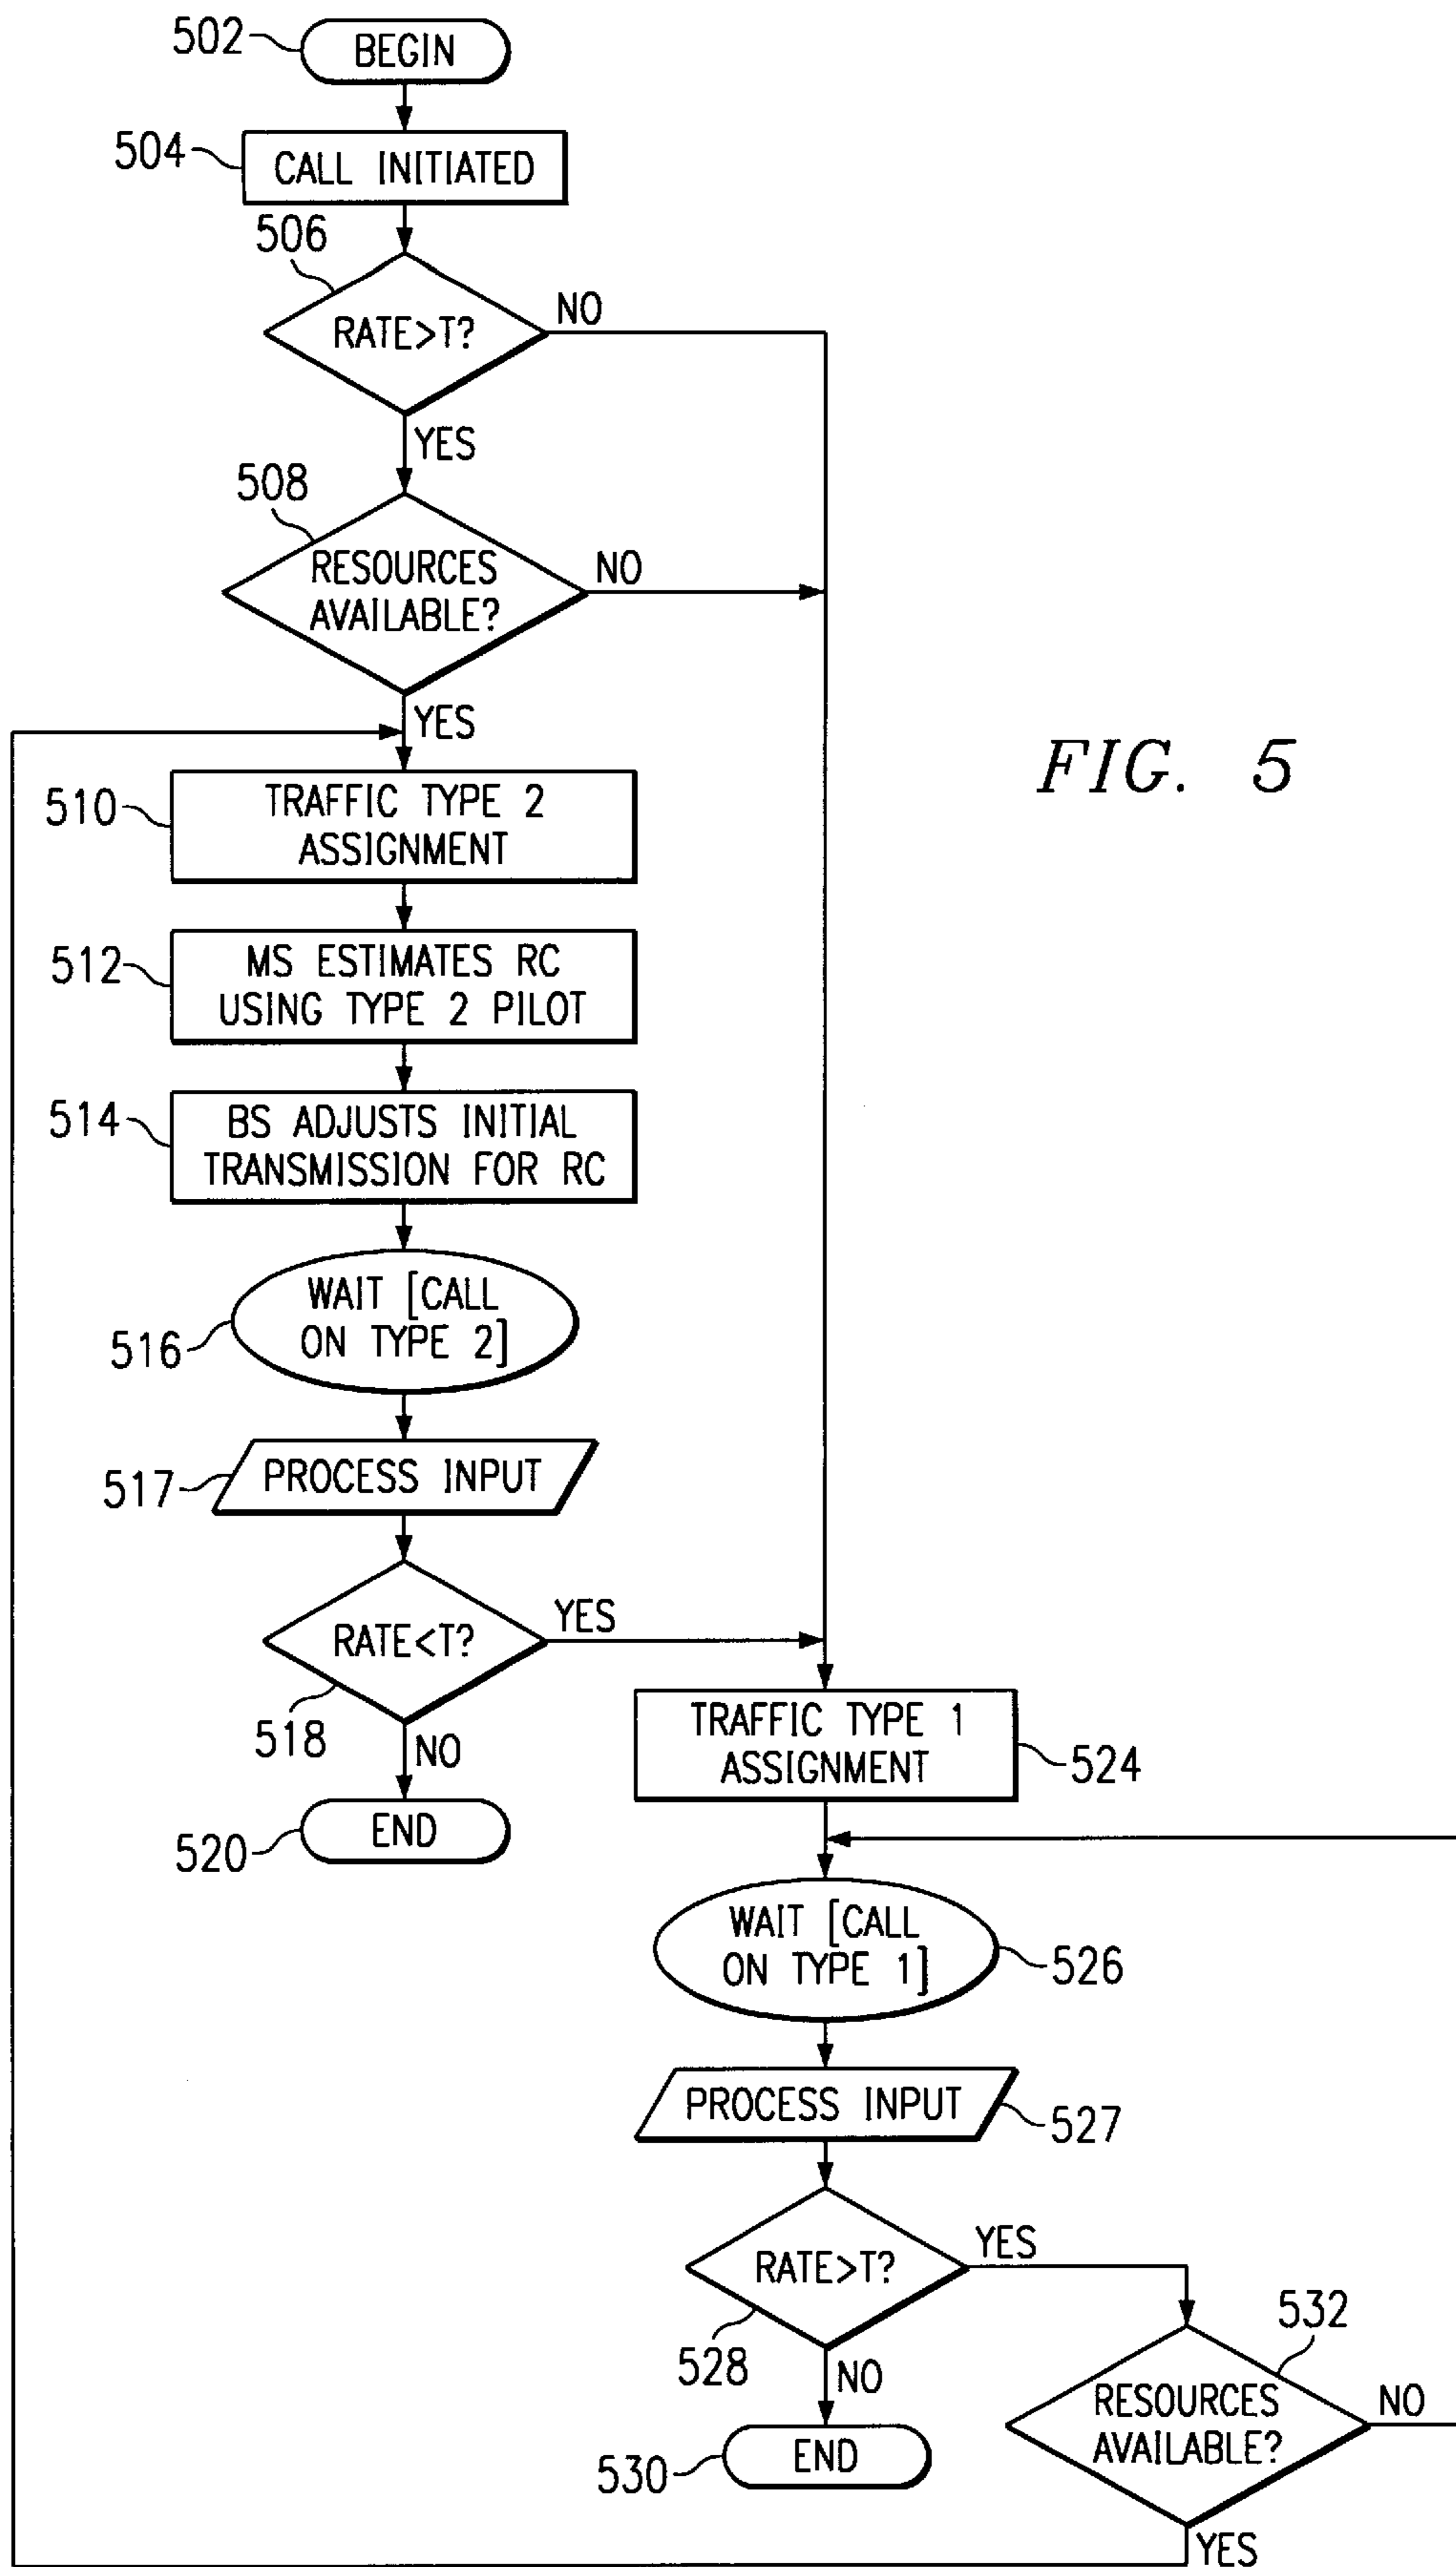 502
BEGIN
504
CALL INITIATED
506
RATE>T?
NO
YES
508
RESOURCES
AVAILABLE?
NO
YES
FIG. 5
510
TRAFFIC TYPE 2
ASSIGNMENT
512
MS ESTIMATES RC
USING TYPE 2 PILOT
514
BS ADJUSTS INITIAL
TRANSMISSION FOR RC
516
WAIT [CALL
ON TYPE 2]
517
PROCESS INPUT
RATE<T?
YES
518
NO
520
END
TRAFFIC TYPE 1
ASSIGNMENT
524
WAIT [CALL
ON TYPE 1]
526
PROCESS INPUT
527
RATE>T?
YES
528
NO
530
END
532
RESOURCES
AVAILABLE?
NO
YES